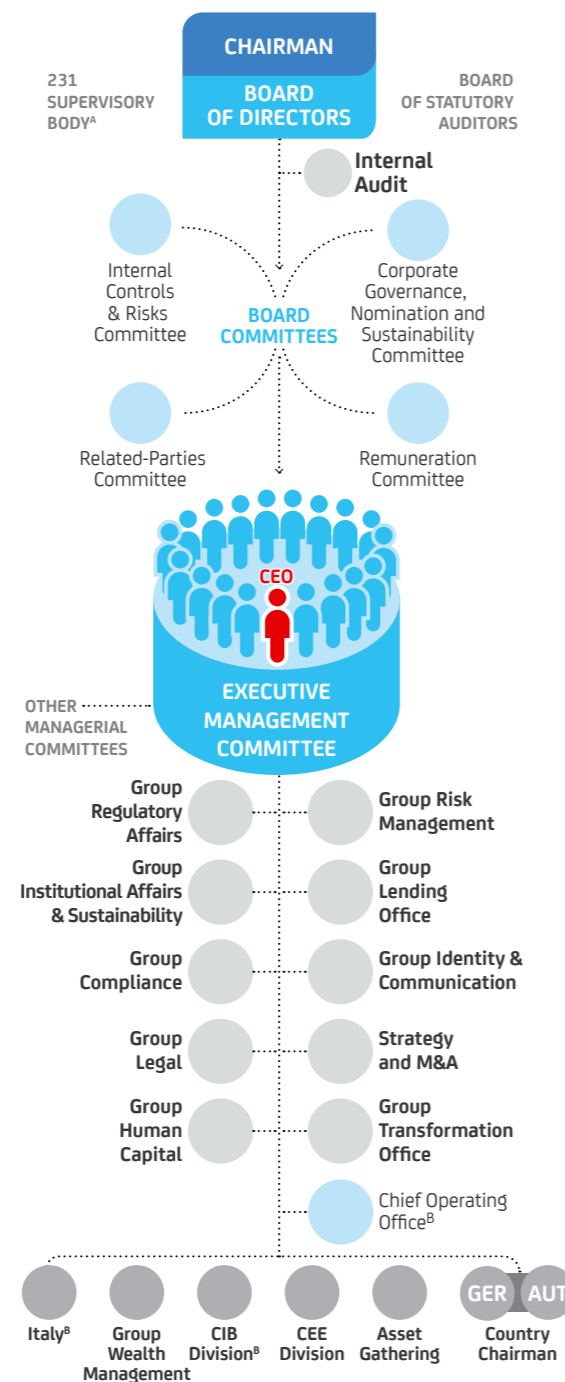 CHAIRMAN
BOARD
OF DIRECTORS
231
SUPERVISORY
BODYᴬ
BOARD
OF STATUTORY
AUDITORS
Internal
Audit
Internal
Controls
& Risks
Committee
Corporate
Governance,
Nomination and
Sustainability
Committee
BOARD
COMMITTEES
Related-Parties
Committee
Remuneration
Committee
CEO
EXECUTIVE
MANAGEMENT
COMMITTEE
OTHER
MANAGERIAL
COMMITTEES
Group
Regulatory
Affairs
Group Risk
Management
Group
Institutional Affairs
& Sustainability
Group
Lending
Office
Group
Compliance
Group Identity &
Communication
Group
Legal
Strategy
and M&A
Group
Human
Capital
Group
Transformation
Office
Chief Operating
Officeᴮ
GER AUT
Italyᴮ
Group
Wealth
Management
CIB
Divisionᴮ
CEE
Division
Asset
Gathering
Country
Chairman